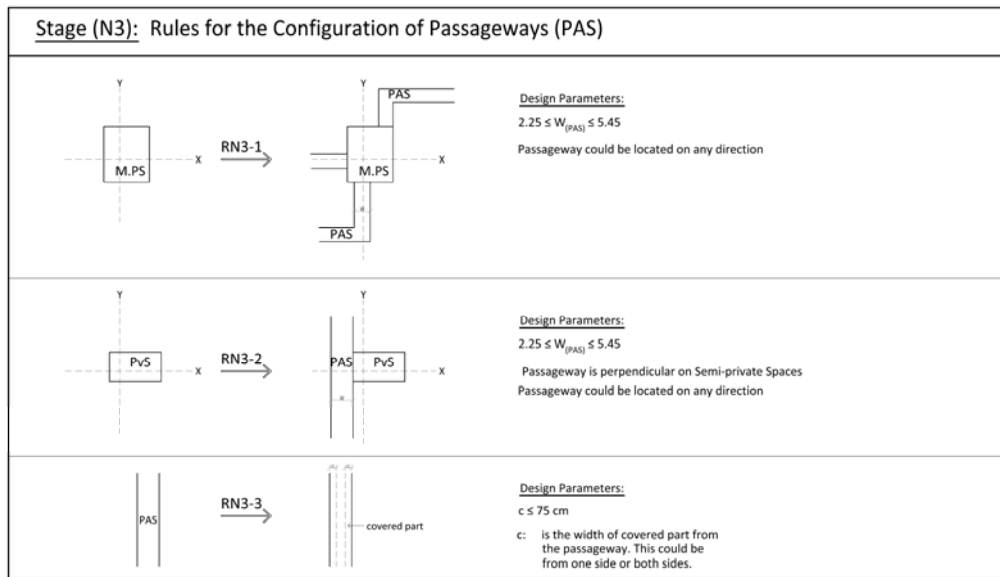 Stage (N3): Rules for the Configuration of Passageways (PAS)
Y
M.PS
X
RN3-1
Y
PAS
X
M.PS
PAS
Design Parameters:
2.25 ≤ W(PAS) ≤ 5.45
Passageway could be located on any direction
Y
PvS
X
RN3-2
Y
PAS
PvS
X
Design Parameters:
2.25 ≤ W(PAS) ≤ 5.45
Passageway is perpendicular on Semi-private Spaces
Passageway could be located on any direction
PAS
RN3-3
covered part
Design Parameters:
c ≤ 75 cm
c: is the width of covered part from
the passageway. This could be
from one side or both sides.